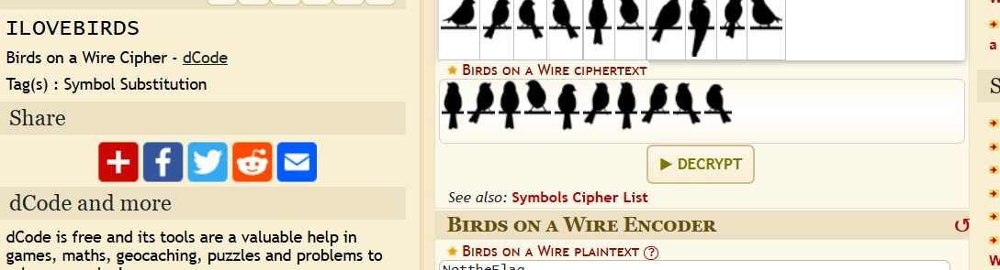 ILOVEBIRDS
Birds on a Wire Cipher - dCode
Tag(s) : Symbol Substitution
Share
dCode and more
dCode is free and its tools are a valuable help in
games, maths, geocaching, puzzles and problems to
★ Birds on a Wire ciphertext
► DECRYPT
See also: Symbols Cipher List
Birds on a Wire Encoder
★ Birds on a Wire plaintext ?
NottheFlag
a
S